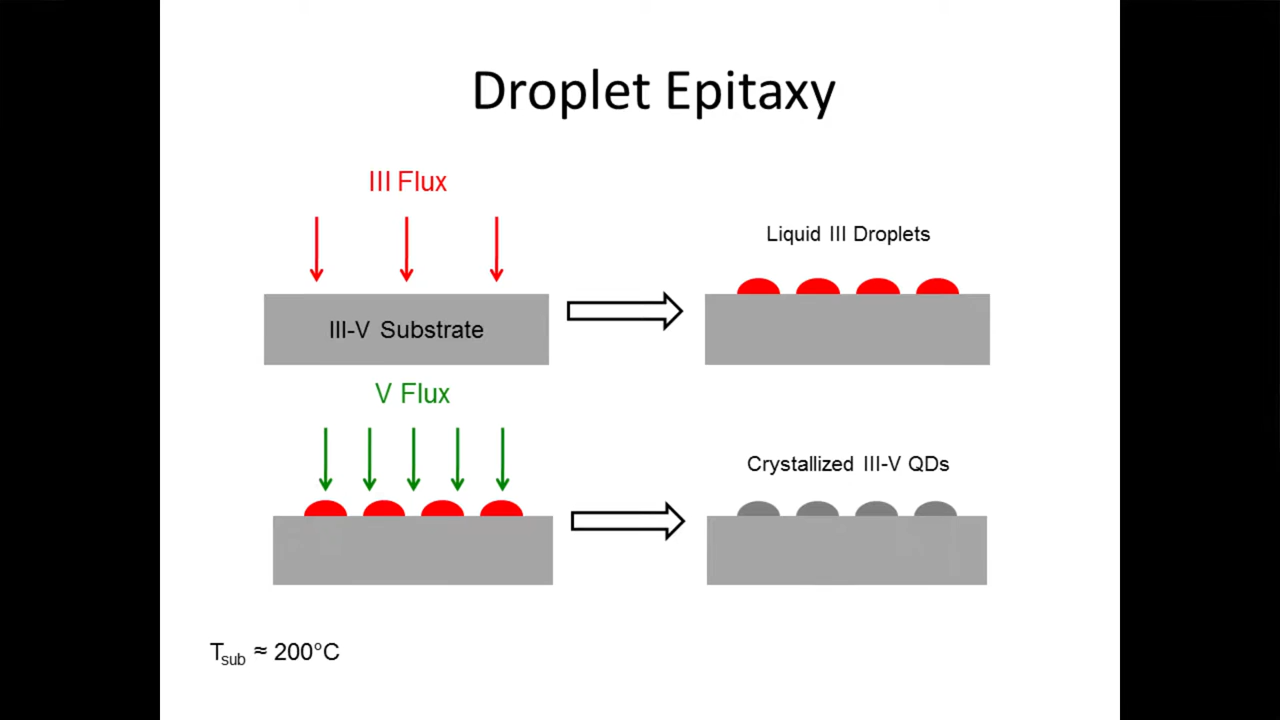 Droplet Epitaxy
III Flux
Liquid III Droplets
III-V Substrate
V Flux
Crystallized III-V QDs
Tsub ≈ 200°C